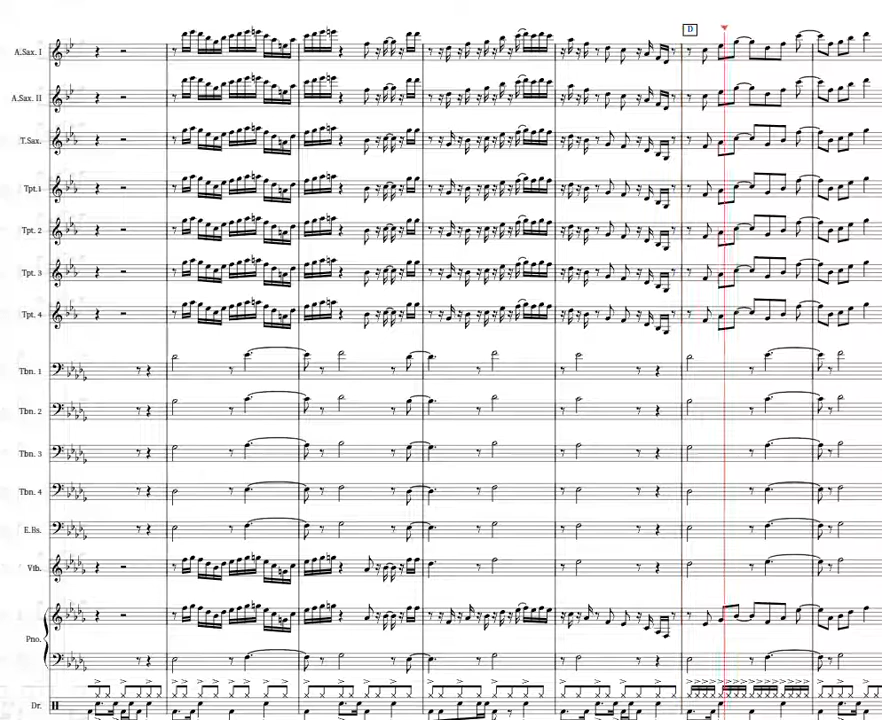 D
A.Sax. I
A.Sax. II
T.Sax.
Tpt.1
Tpt. 2
Tpt. 3
Tpt. 4
Tbn. 1
Tbn. 2
Tbn. 3
Tbn. 4
E.Bs.
Vib.
Pno.
Dr.